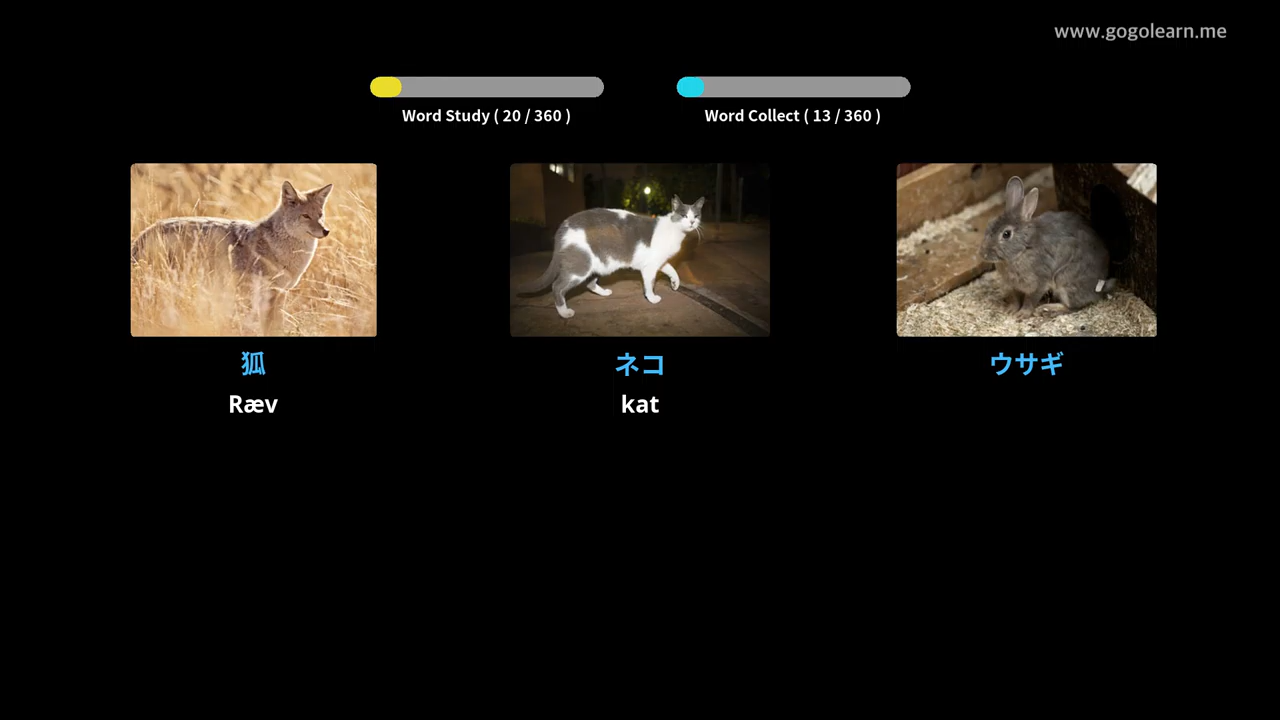 www.gogolearn.me
Word Study ( 20 / 360 )
Word Collect ( 13 / 360 )
狐
ネコ
ウサギ
Ræv
kat